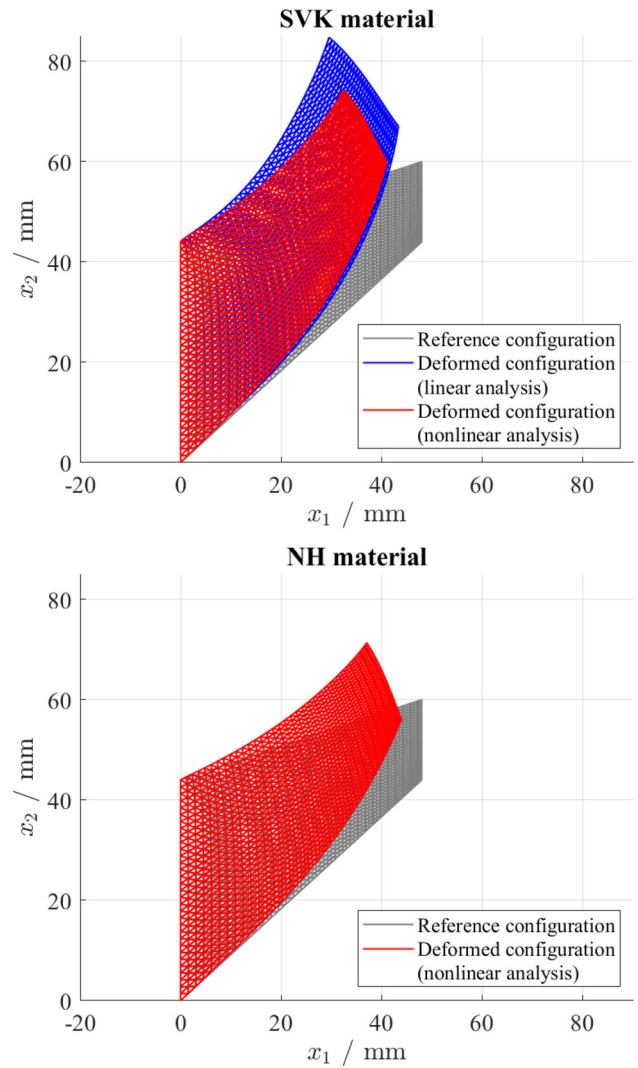 SVK material
80
60
40
20
0
x₂ / mm
-20 0 20 40 60 80
x₁ / mm
Reference configuration
Deformed configuration
(linear analysis)
Deformed configuration
(nonlinear analysis)
NH material
80
60
40
20
0
x₂ / mm
-20 0 20 40 60 80
x₁ / mm
Reference configuration
Deformed configuration
(nonlinear analysis)